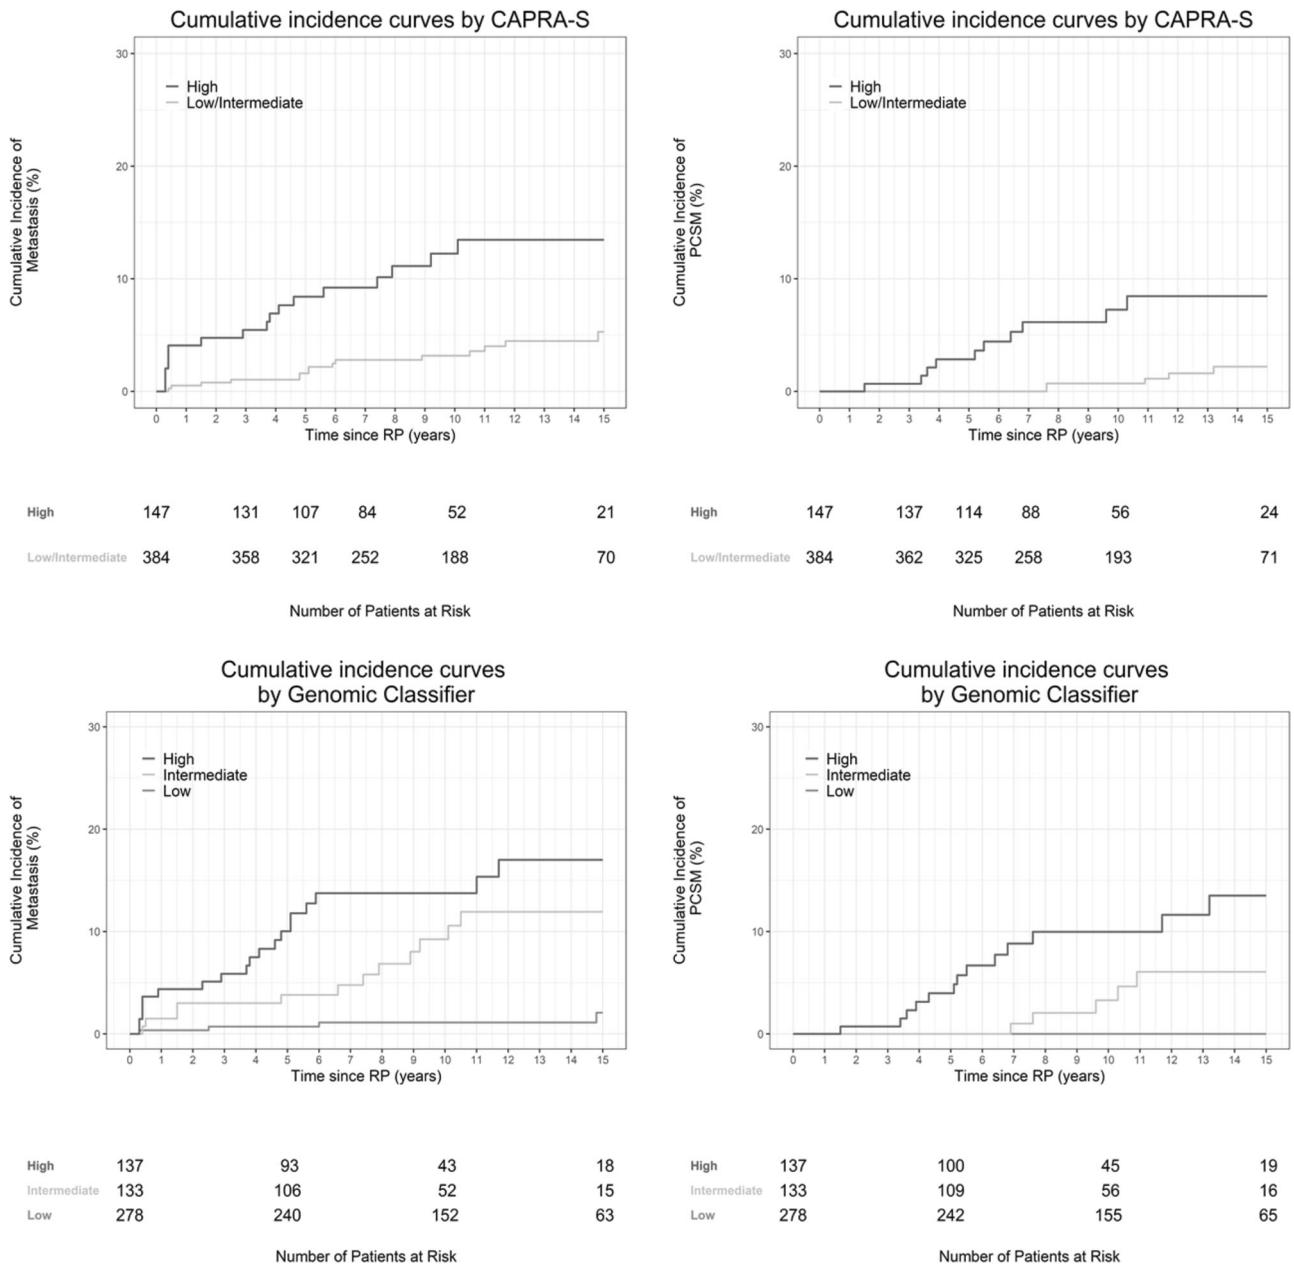 Cumulative incidence curves by CAPRA-S
Cumulative Incidence of
Metastasis (%)
30
20
10
0
High
Low/Intermediate
0 1 2 3 4 5 6 7 8 9 10 11 12 13 14 15
Time since RP (years)
High 147 131 107 84 52 21
Low/Intermediate 384 358 321 252 188 70
Number of Patients at Risk
Cumulative incidence curves by CAPRA-S
Cumulative Incidence of
PCSM (%)
30
20
10
0
High
Low/Intermediate
0 1 2 3 4 5 6 7 8 9 10 11 12 13 14 15
Time since RP (years)
High 147 137 114 88 56 24
Low/Intermediate 384 362 325 258 193 71
Number of Patients at Risk
Cumulative incidence curves
by Genomic Classifier
Cumulative Incidence of
Metastasis (%)
30
20
10
0
High
Intermediate
Low
0 1 2 3 4 5 6 7 8 9 10 11 12 13 14 15
Time since RP (years)
High 137 93 43 18
Intermediate 133 106 52 15
Low 278 240 152 63
Number of Patients at Risk
Cumulative incidence curves
by Genomic Classifier
Cumulative Incidence of
PCSM (%)
30
20
10
0
High
Intermediate
Low
0 1 2 3 4 5 6 7 8 9 10 11 12 13 14 15
Time since RP (years)
High 137 100 45 19
Intermediate 133 109 56 16
Low 278 242 155 65
Number of Patients at Risk